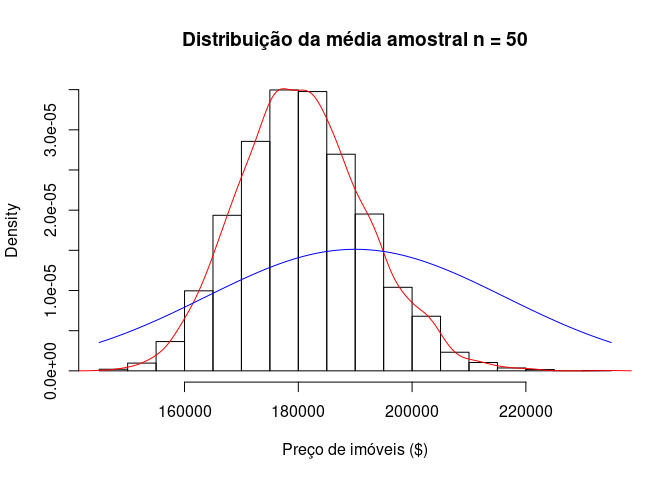 Distribuição da média amostral n = 50
Density
3.0e-05
2.0e-05
1.0e-05
0.0e+00
160000 180000 200000 220000
Preço de imóveis ($)